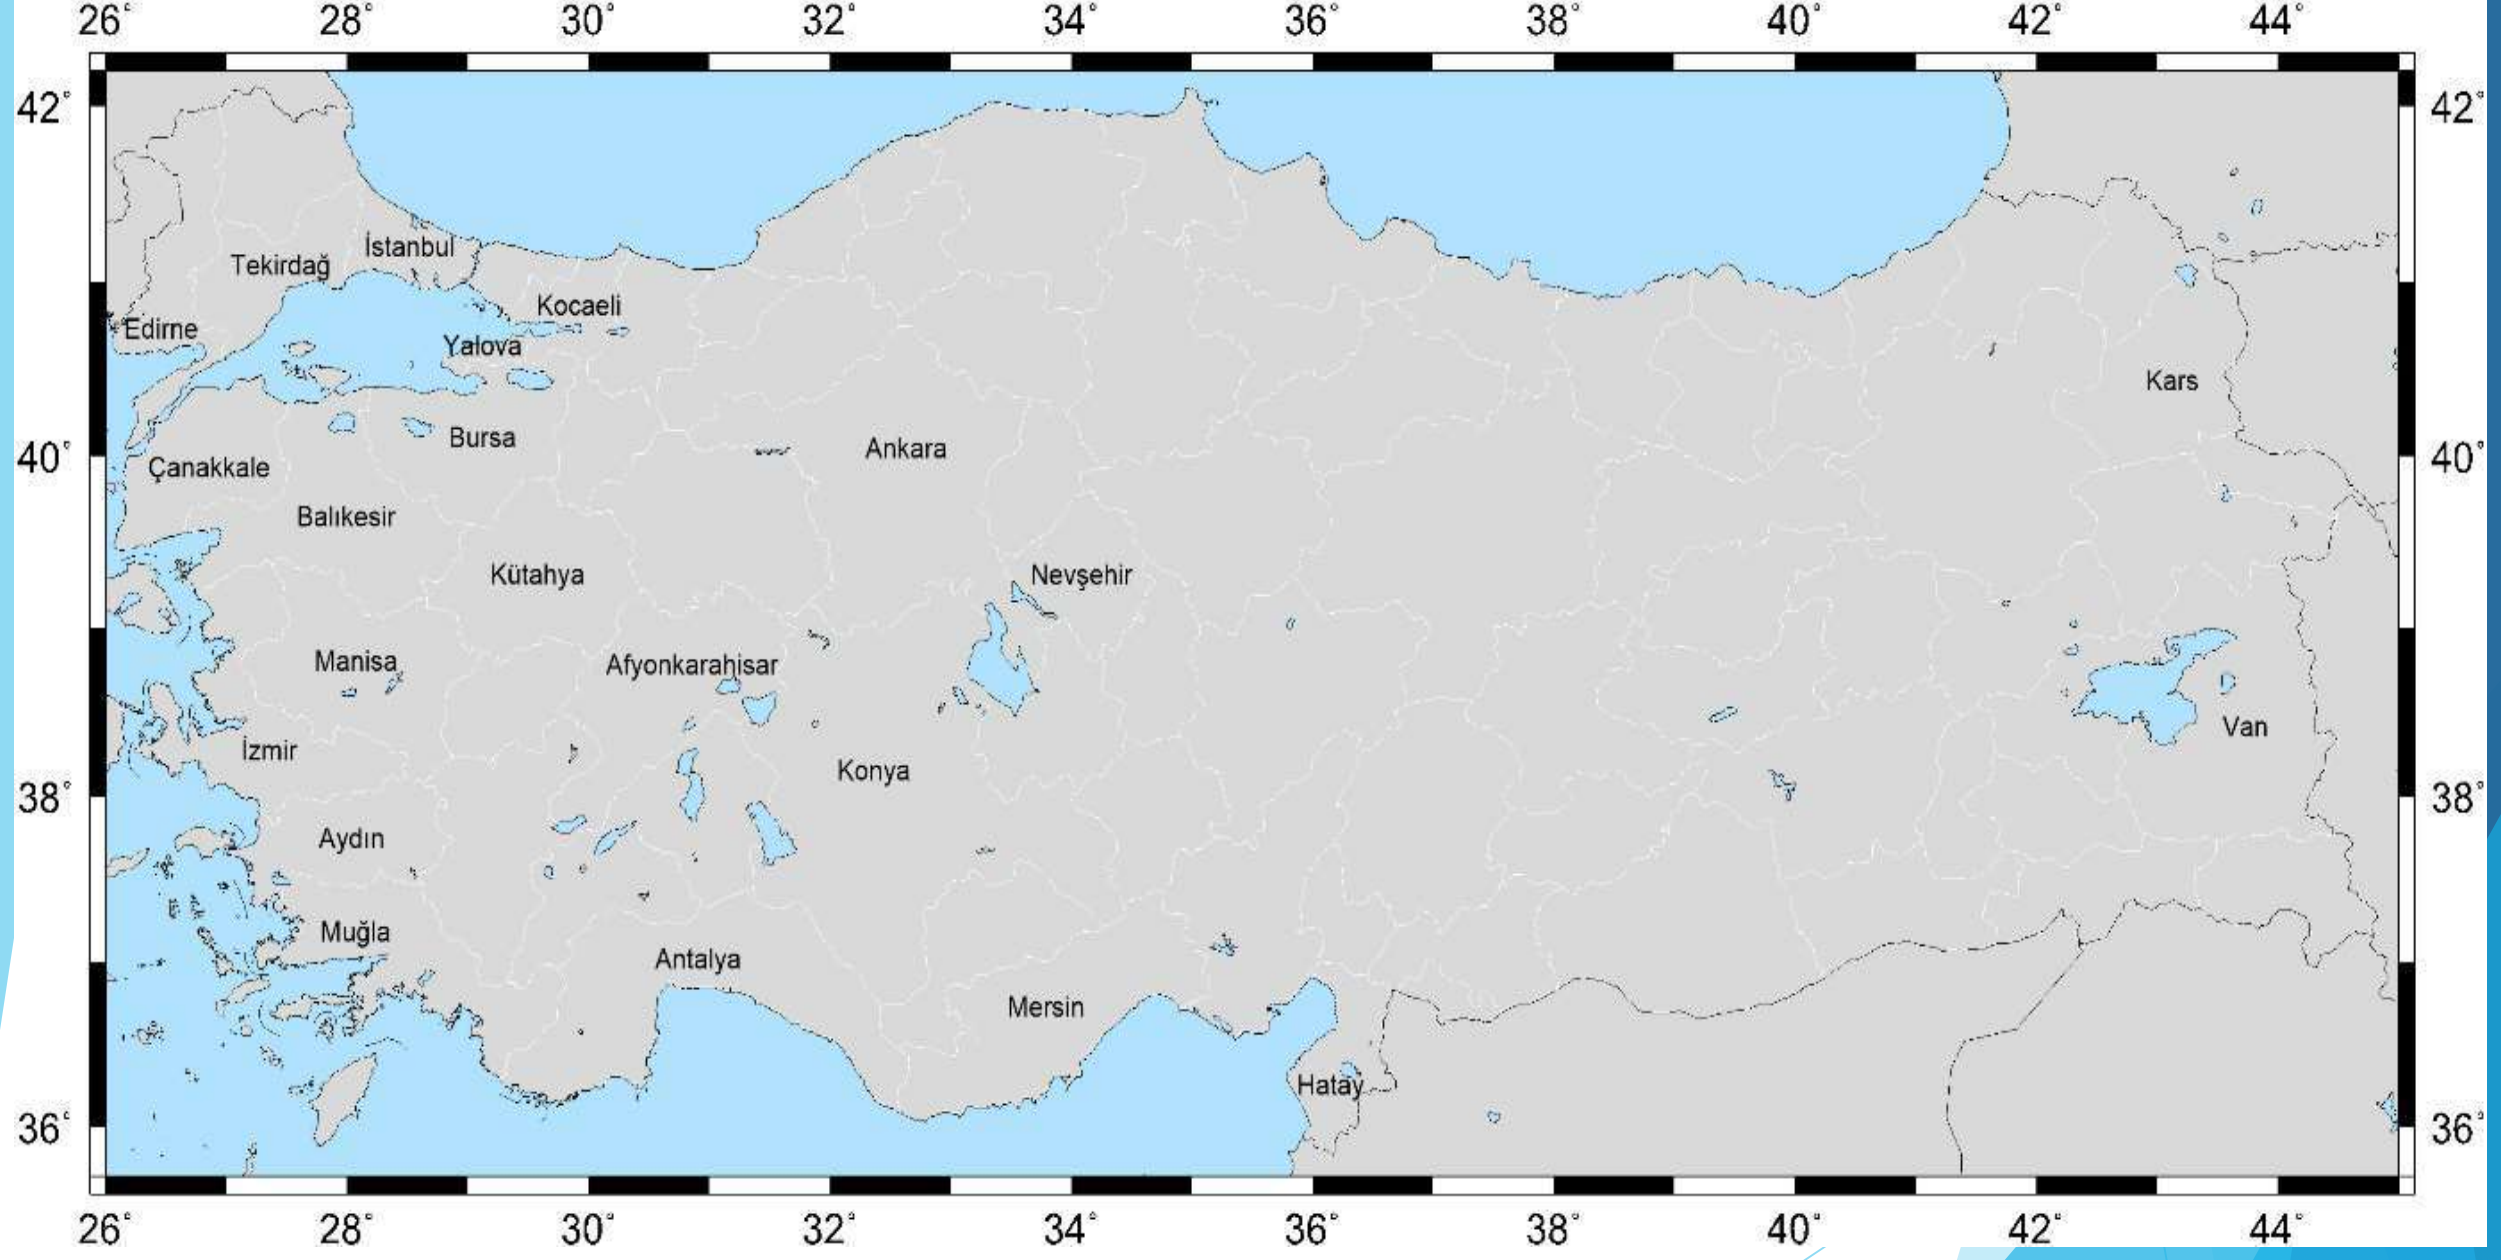 26° 28° 30° 32° 34° 36° 38° 40° 42° 44°
42° 42°
İstanbul
Tekirdağ
Kocaeli
Edirne
Yalova
Kars
Bursa
Ankara
40° 40°
Çanakkale
Balıkesir
Kütahya
Nevşehir
Manisa
Afyonkarahisar
Van
İzmir
Konya
38° 38°
Aydın
Muğla
Antalya
Mersin
Hatay
36° 36°
26° 28° 30° 32° 34° 36° 38° 40° 42° 44°